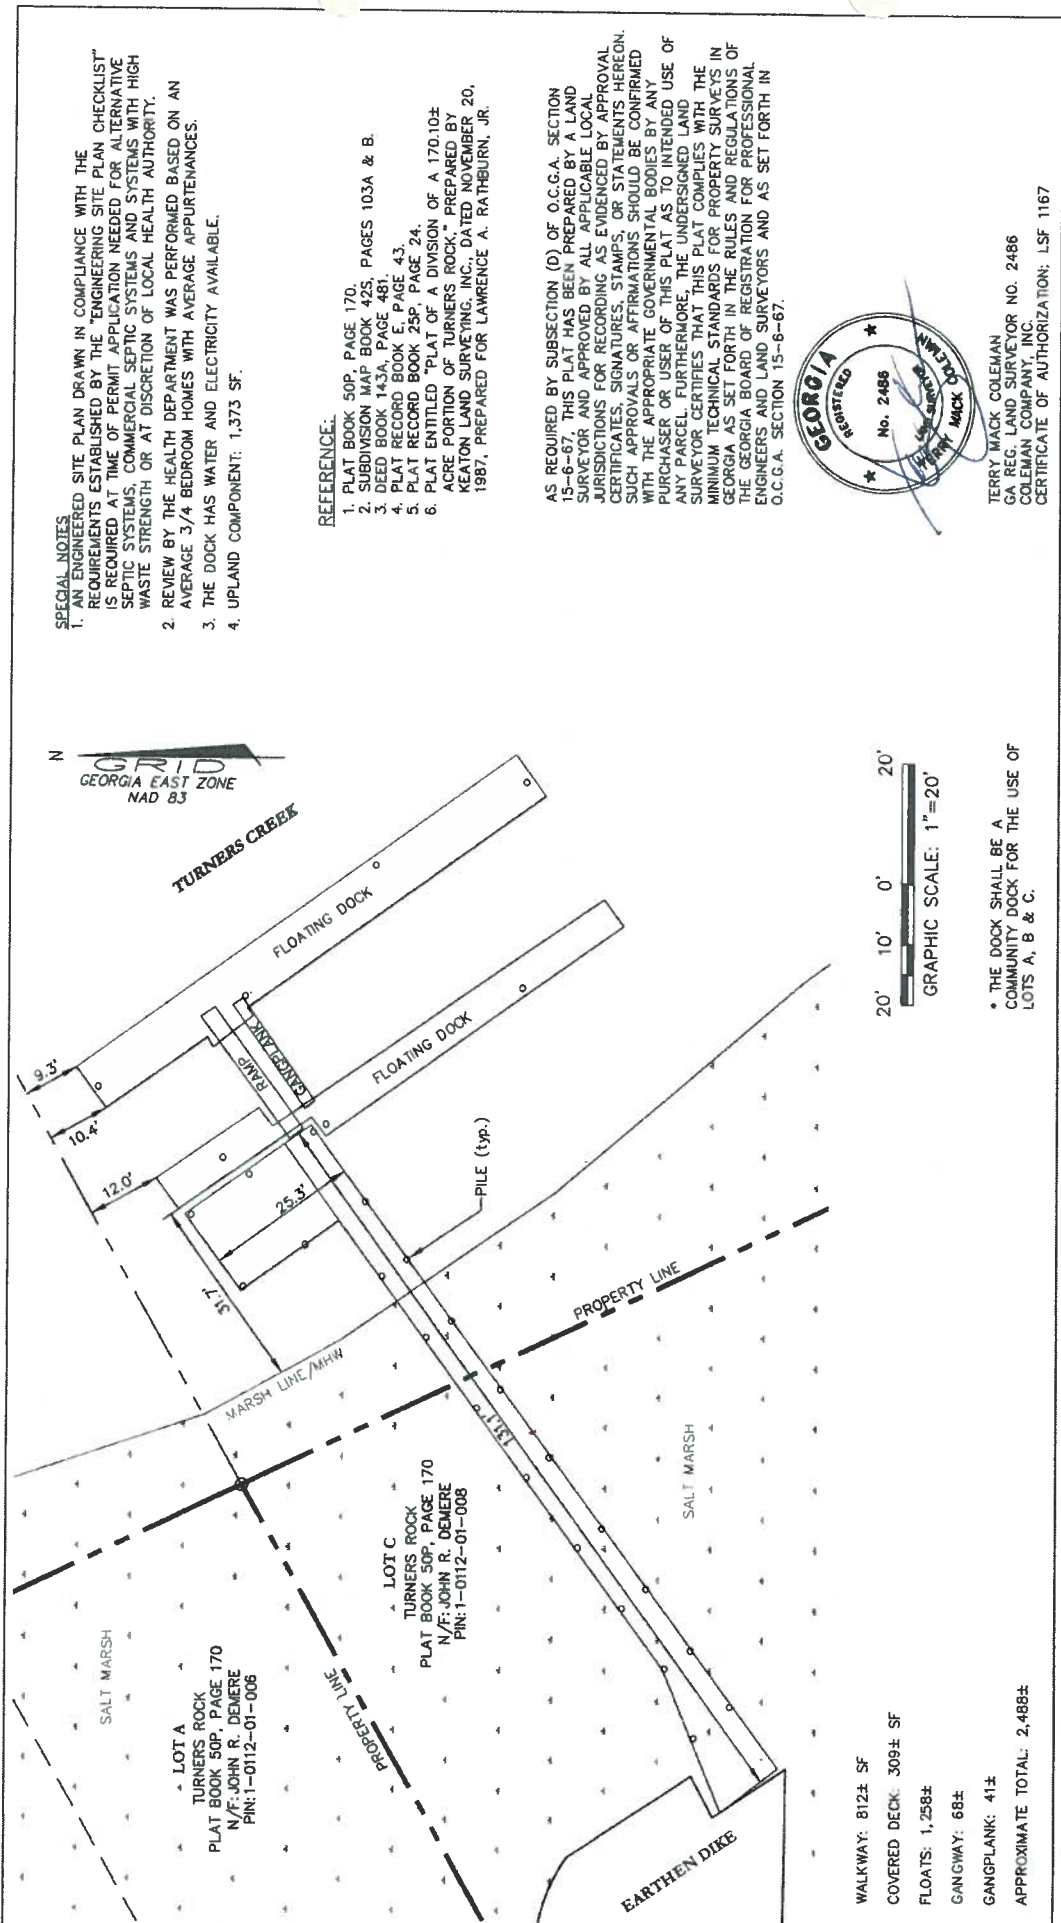 SPECIAL NOTES
1. AN ENGINEERED SITE PLAN DRAWN IN COMPLIANCE WITH THE
REQUIREMENTS ESTABLISHED BY THE "ENGINEERING SITE PLAN CHECKLIST"
IS REQUIRED AT TIME OF PERMIT APPLICATION NEEDED FOR ALTERNATIVE
SEPTIC SYSTEMS, COMMERCIAL SEPTIC SYSTEMS AND SYSTEMS WITH HIGH
WASTE STRENGTH OR AT DISCRETION OF LOCAL HEALTH AUTHORITY.
2. REVIEW BY THE HEALTH DEPARTMENT WAS PERFORMED BASED ON AN
AVERAGE 3/4 BEDROOM HOMES WITH AVERAGE APPURTENANCES.
3. THE DOCK HAS WATER AND ELECTRICITY AVAILABLE.
4. UPLAND COMPONENT: 1,373 SF.
REFERENCE:
1. PLAT BOOK 50P, PAGE 170.
2. SUBDIVISION MAP BOOK 42S, PAGES 103A & B.
3. DEED BOOK 143A, PAGE 481.
4. PLAT RECORD BOOK E, PAGE 43.
5. PLAT RECORD BOOK 25P, PAGE 24.
6. PLAT ENTITLED "PLAT OF A DIVISION OF A 170.10±
ACRE PORTION OF TURNERS ROCK," PREPARED BY
KEATON LAND SURVEYING, INC., DATED NOVEMBER 20,
1987, PREPARED FOR LAWRENCE A. RATHBURN, JR.
AS REQUIRED BY SUBSECTION (D) OF O.C.G.A. SECTION
15-6-67, THIS PLAT HAS BEEN PREPARED BY A LAND
SURVEYOR AND APPROVED BY ALL APPLICABLE LOCAL
JURISDICTIONS FOR RECORDING AS EVIDENCED BY APPROVAL
CERTIFICATES, SIGNATURES, STAMPS, OR STATEMENTS HEREON.
SUCH APPROVALS OR AFFIRMATIONS SHOULD BE CONFIRMED
WITH THE APPROPRIATE GOVERNMENTAL BODIES BY ANY
PURCHASER OR USER OF THIS PLAT AS TO INTENDED USE OF
ANY PARCEL. FURTHERMORE, THE UNDERSIGNED LAND
SURVEYOR CERTIFIES THAT THIS PLAT COMPLIES WITH THE
MINIMUM TECHNICAL STANDARDS FOR PROPERTY SURVEYS IN
GEORGIA AS SET FORTH IN THE RULES AND REGULATIONS OF
THE GEORGIA BOARD OF REGISTRATION FOR PROFESSIONAL
ENGINEERS AND LAND SURVEYORS AND AS SET FORTH IN
O.C.G.A. SECTION 15-6-67.
GEORGIA
REGISTERED
No. 2486
LAND SURVEYOR
TERRY MACK COLEMAN
TERRY MACK COLEMAN
GA REG. LAND SURVEYOR NO. 2486
COLEMAN COMPANY, INC.
CERTIFICATE OF AUTHORIZATION: LSF 1167
N
GRID
GEORGIA EAST ZONE
NAD 83
TURNERS CREEK
FLOATING DOCK
FLOATING DOCK
RAMP
GANGPLANK
9.3'
10.4'
12.0'
25.3'
31.7'
131.1'
PILE (typ.)
MARSH LINE/MHW
PROPERTY LINE
PROPERTY LINE
SALT MARSH
SALT MARSH
LOT A
TURNERS ROCK
PLAT BOOK 50P, PAGE 170
N/F: JOHN R. DEMERE
PIN: 1-0112-01-006
LOT C
TURNERS ROCK
PLAT BOOK 50P, PAGE 170
N/F: JOHN R. DEMERE
PIN: 1-0112-01-008
EARTHEN DIKE
20' 10' 0' 20'
GRAPHIC SCALE: 1"=20'
* THE DOCK SHALL BE A
COMMUNITY DOCK FOR THE USE OF
LOTS A, B & C.
WALKWAY: 812± SF
COVERED DECK: 309± SF
FLOATS: 1,258±
GANGWAY: 68±
GANGPLANK: 41±
APPROXIMATE TOTAL: 2,488±